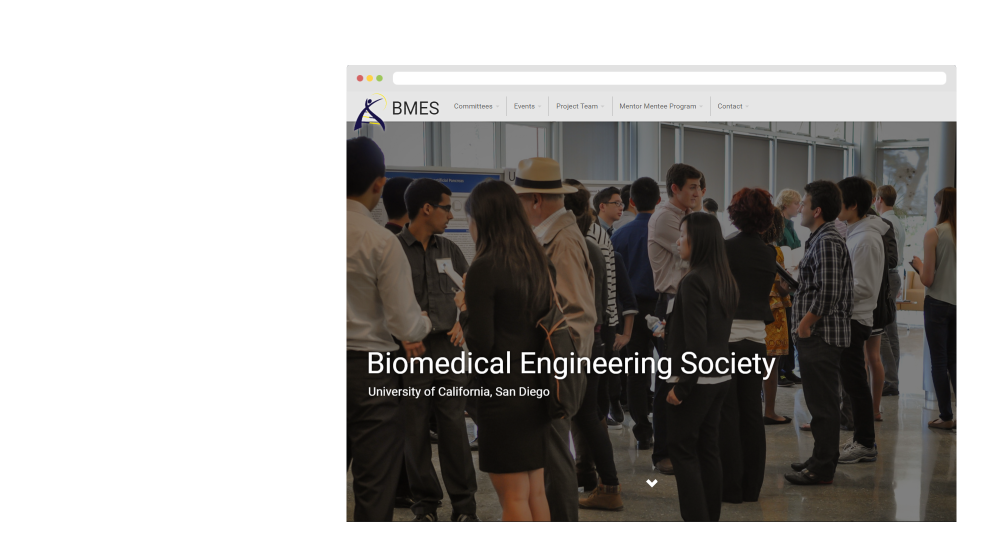 BMES
Committees
Events
Project Team
Mentor Mentee Program
Contact
U
Biomedical Engineering Society
University of California, San Diego